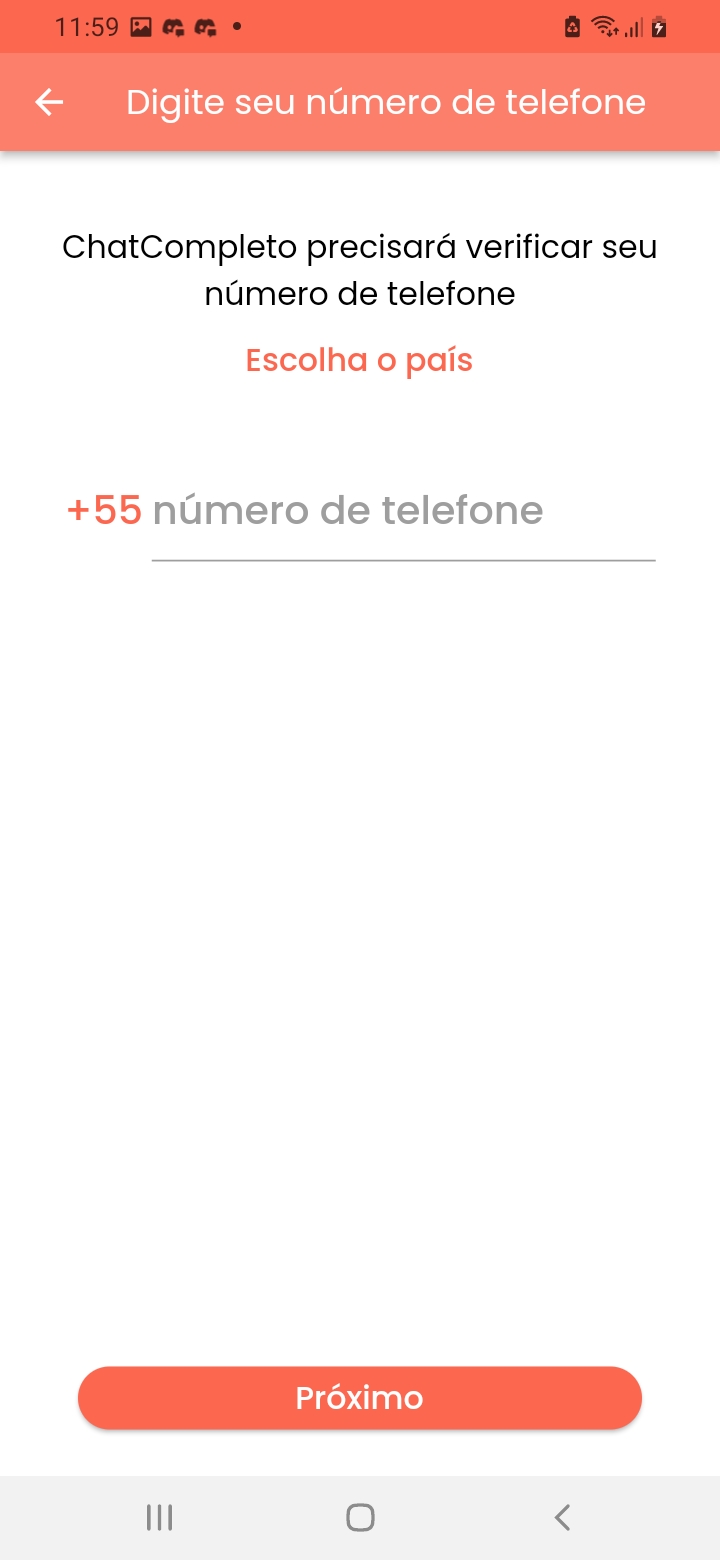 11:59
Digite seu número de telefone
ChatCompleto precisará verificar seu
número de telefone
Escolha o país
+55 número de telefone
Próximo